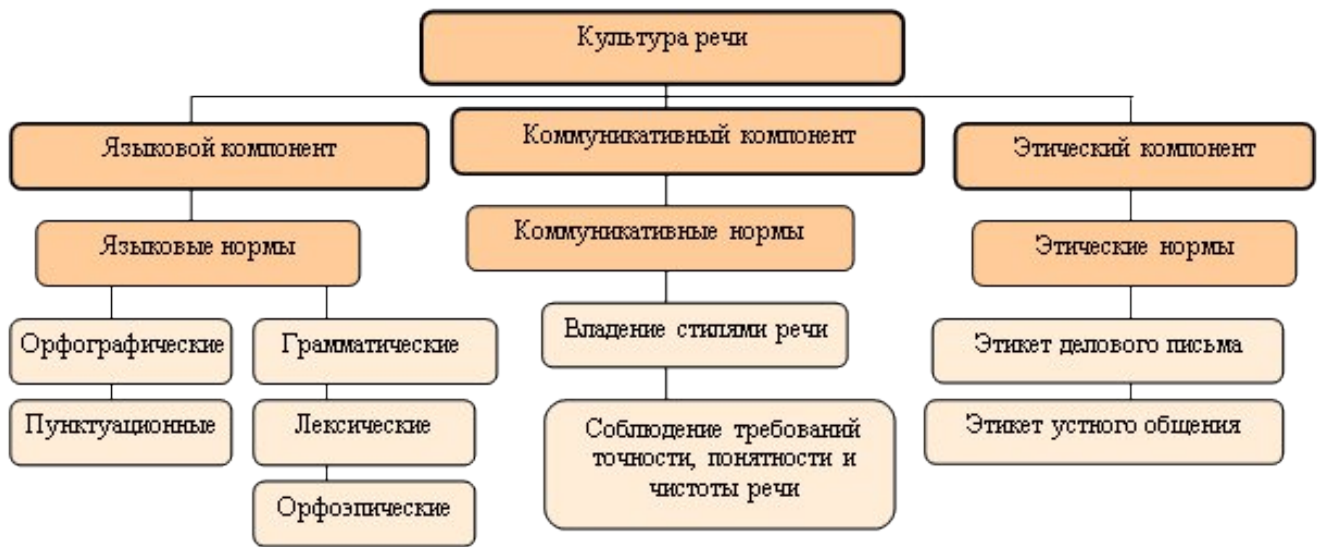 Культура речи
Языковой компонент
Коммуникативный компонент
Этический компонент
Языковые нормы
Коммуникативные нормы
Этические нормы
Орфографические
Грамматические
Владение стилями речи
Этикет делового письма
Пунктуационные
Лексические
Соблюдение требований
точности, понятности и
чистоты речи
Этикет устного общения
Орфоэпические